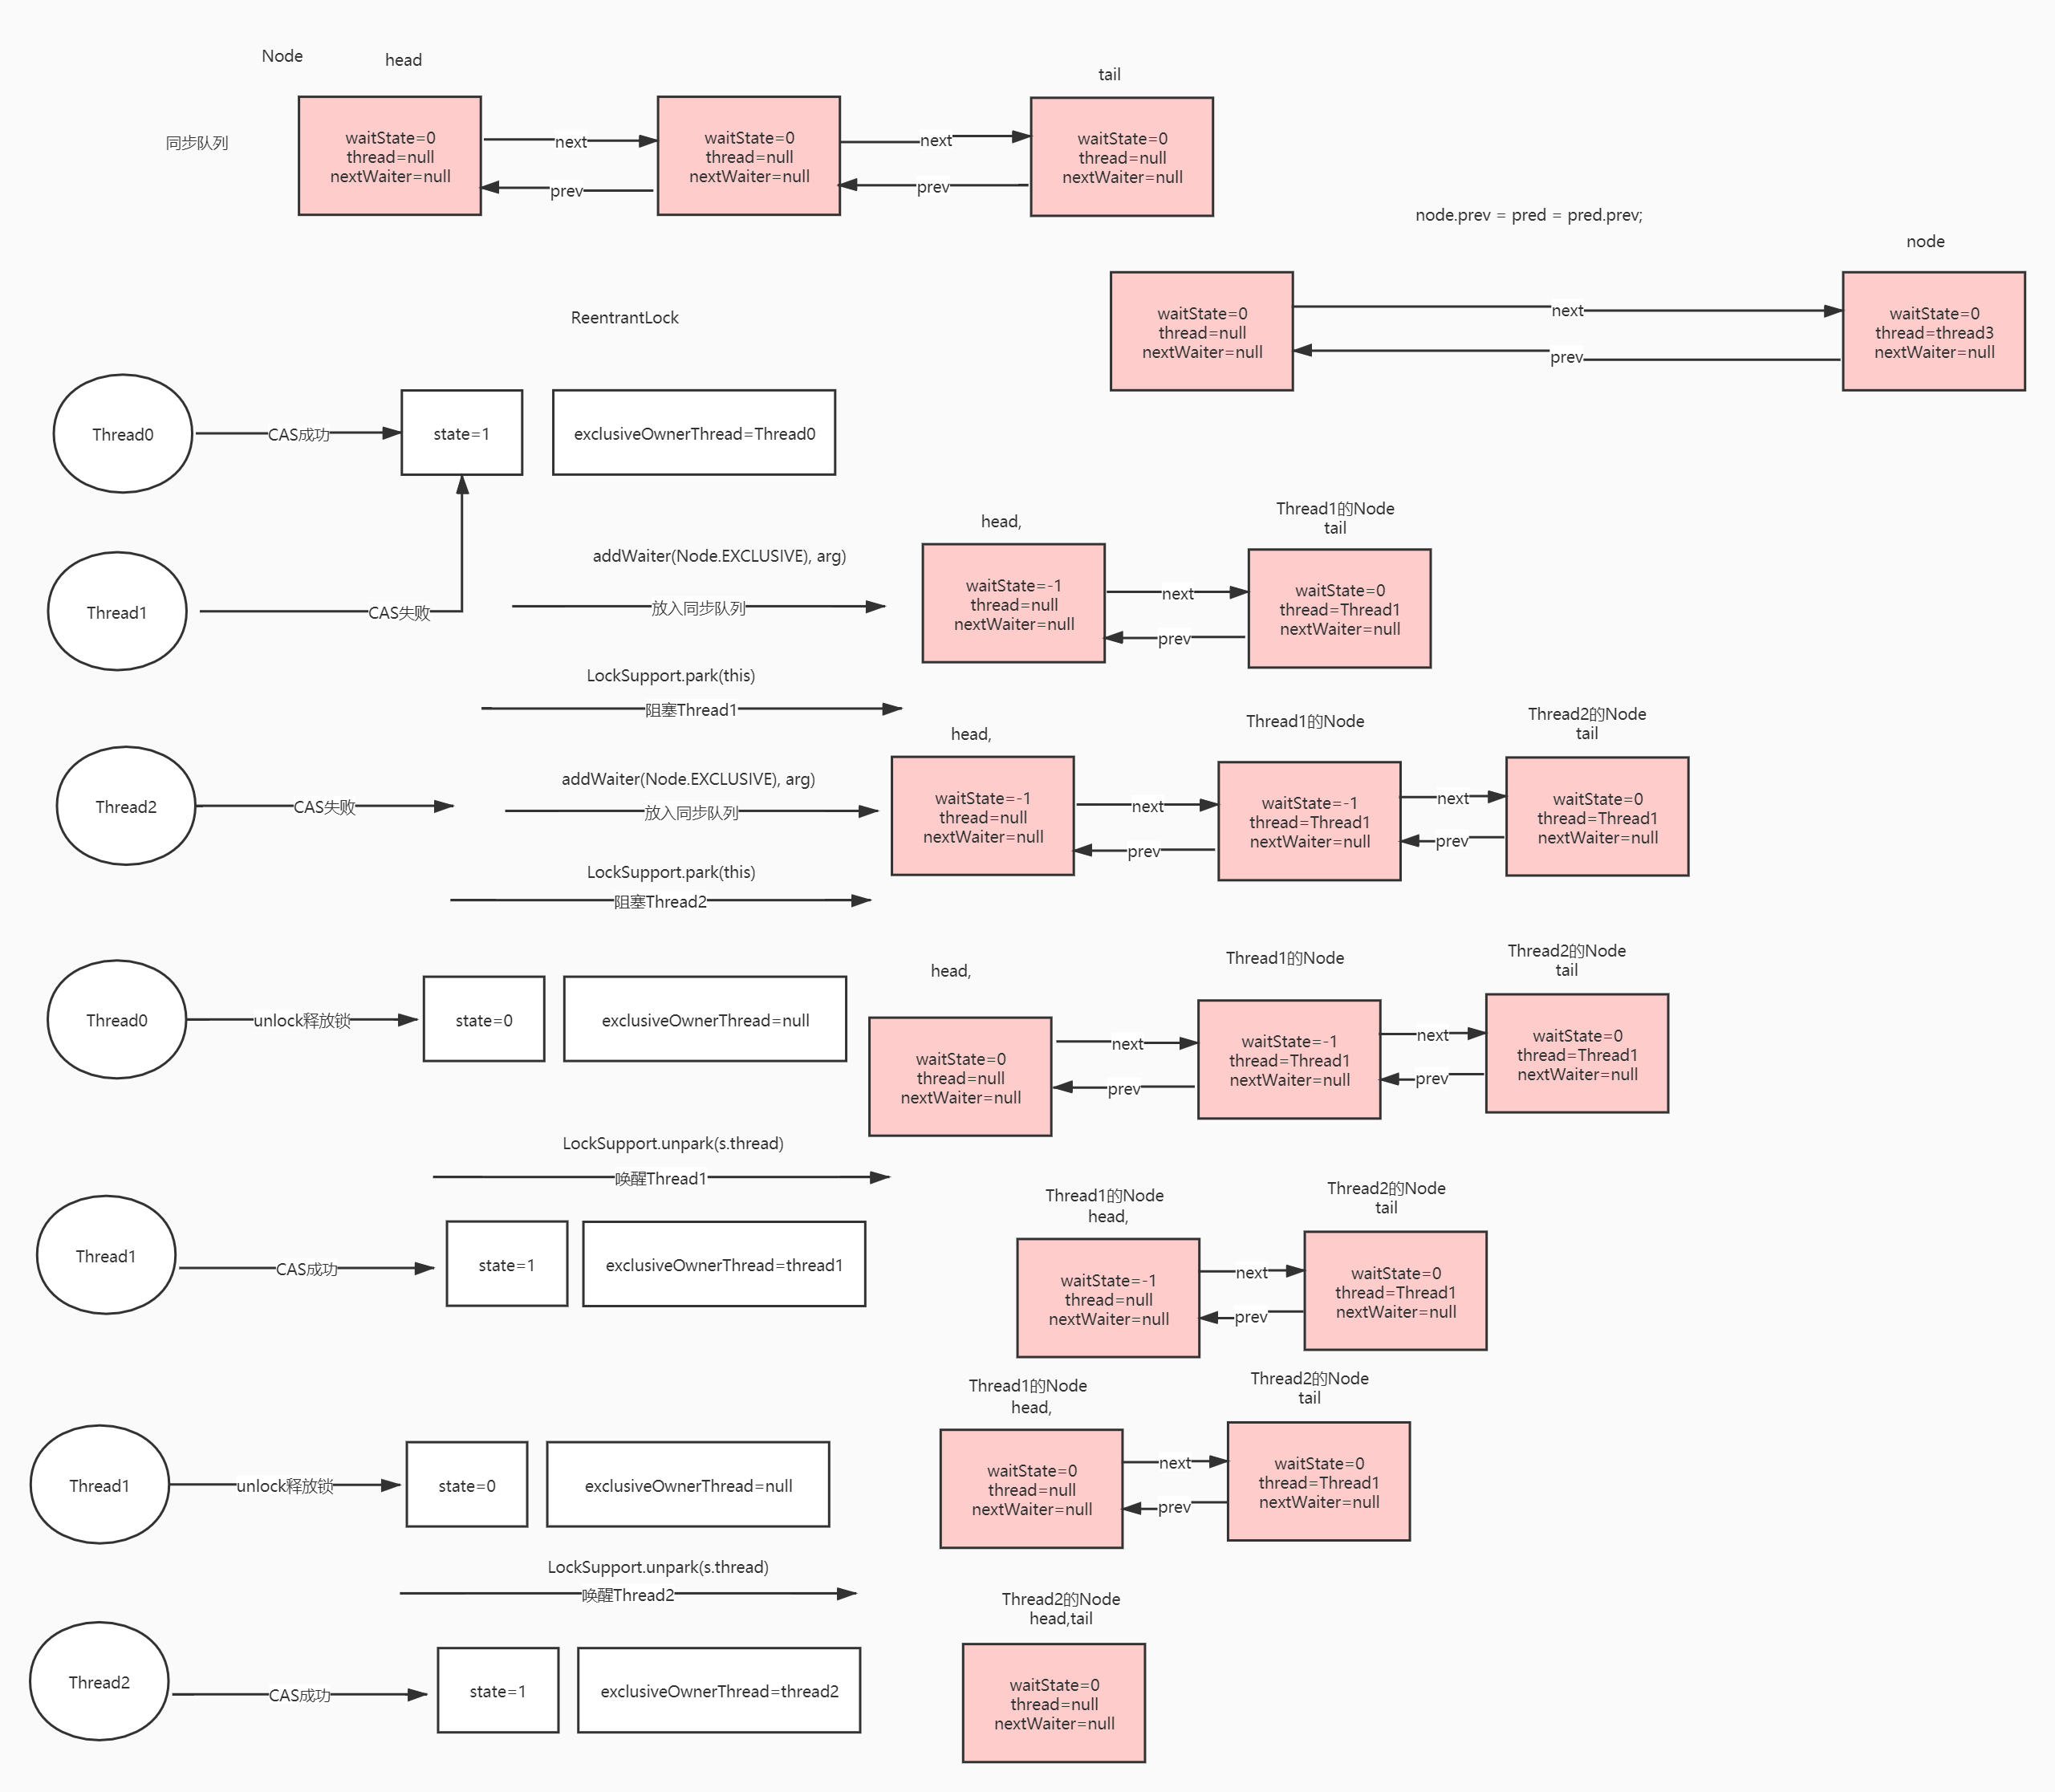 Node
head
tail
同步队列
waitState=0
thread=null
nextWaiter=null
next
prev
waitState=0
thread=null
nextWaiter=null
next
prev
waitState=0
thread=null
nextWaiter=null
node.prev = pred = pred.prev;
node
waitState=0
thread=null
nextWaiter=null
next
prev
waitState=0
thread=thread3
nextWaiter=null
ReentrantLock
Thread0
CAS成功
state=1
exclusiveOwnerThread=Thread0
Thread1
CAS失败
addWaiter(Node.EXCLUSIVE), arg)
放入同步队列
head,
Thread1的Node
tail
waitState=-1
thread=null
nextWaiter=null
next
prev
waitState=0
thread=Thread1
nextWaiter=null
LockSupport.park(this)
阻塞Thread1
Thread2
CAS失败
addWaiter(Node.EXCLUSIVE), arg)
放入同步队列
head,
Thread1的Node
Thread2的Node
tail
waitState=-1
thread=null
nextWaiter=null
next
prev
waitState=-1
thread=Thread1
nextWaiter=null
next
prev
waitState=0
thread=Thread1
nextWaiter=null
LockSupport.park(this)
阻塞Thread2
Thread0
unlock释放锁
state=0
exclusiveOwnerThread=null
head,
Thread1的Node
Thread2的Node
tail
waitState=0
thread=null
nextWaiter=null
next
prev
waitState=-1
thread=Thread1
nextWaiter=null
next
prev
waitState=0
thread=Thread1
nextWaiter=null
LockSupport.unpark(s.thread)
唤醒Thread1
Thread1
CAS成功
state=1
exclusiveOwnerThread=thread1
Thread1的Node
head,
Thread2的Node
tail
waitState=-1
thread=null
nextWaiter=null
next
prev
waitState=0
thread=Thread1
nextWaiter=null
Thread1
unlock释放锁
state=0
exclusiveOwnerThread=null
Thread1的Node
head,
Thread2的Node
tail
waitState=0
thread=null
nextWaiter=null
next
prev
waitState=0
thread=Thread1
nextWaiter=null
LockSupport.unpark(s.thread)
唤醒Thread2
Thread2
CAS成功
state=1
exclusiveOwnerThread=thread2
Thread2的Node
head,tail
waitState=0
thread=null
nextWaiter=null